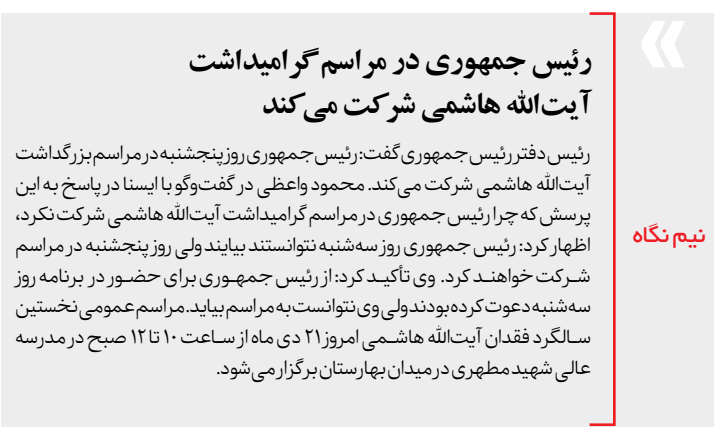 رئیس جمهوری در مراسم گرامیداشت
آیت‌الله هاشمی شرکت می‌کند
رئیس دفتر رئیس جمهوری گفت: رئیس جمهوری روز پنجشنبه در مراسم بزرگداشت
آیت‌الله هاشمی شرکت می‌کند. محمود واعظی در گفت‌وگو با ایسنا در پاسخ به این
پرسش که چرا رئیس جمهوری در مراسم گرامیداشت آیت‌الله هاشمی شرکت نکرد،
اظهار کرد: رئیس جمهوری روز سه‌شنبه نتوانستند بیایند ولی روز پنجشنبه در مراسم
شرکت خواهند کرد. وی تأکید کرد: از رئیس جمهوری برای حضور در برنامه روز
سه‌شنبه دعوت کرده بودند ولی وی نتوانست به مراسم بیاید. مراسم عمومی نخستین
سالگرد فقدان آیت‌الله هاشمی امروز ۲۱ دی ماه از ساعت ۱۰ تا ۱۲ صبح در مدرسه
عالی شهید مطهری در میدان بهارستان برگزار می‌شود.
نیم نگاه